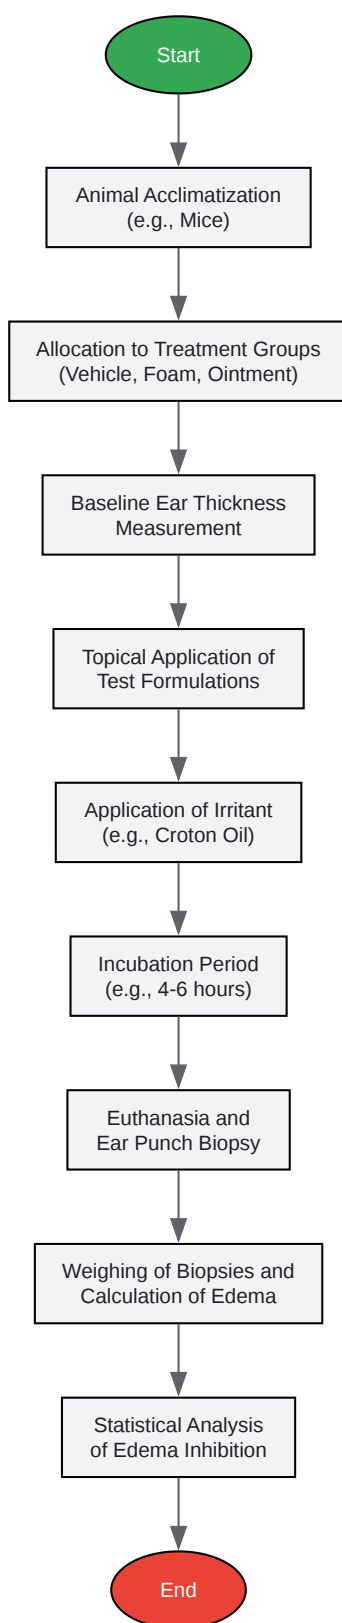 Start
Animal Acclimatization
(e.g., Mice)
Allocation to Treatment Groups
(Vehicle, Foam, Ointment)
Baseline Ear Thickness
Measurement
Topical Application of
Test Formulations
Application of Irritant
(e.g., Croton Oil)
Incubation Period
(e.g., 4-6 hours)
Euthanasia and
Ear Punch Biopsy
Weighing of Biopsies and
Calculation of Edema
Statistical Analysis
of Edema Inhibition
End